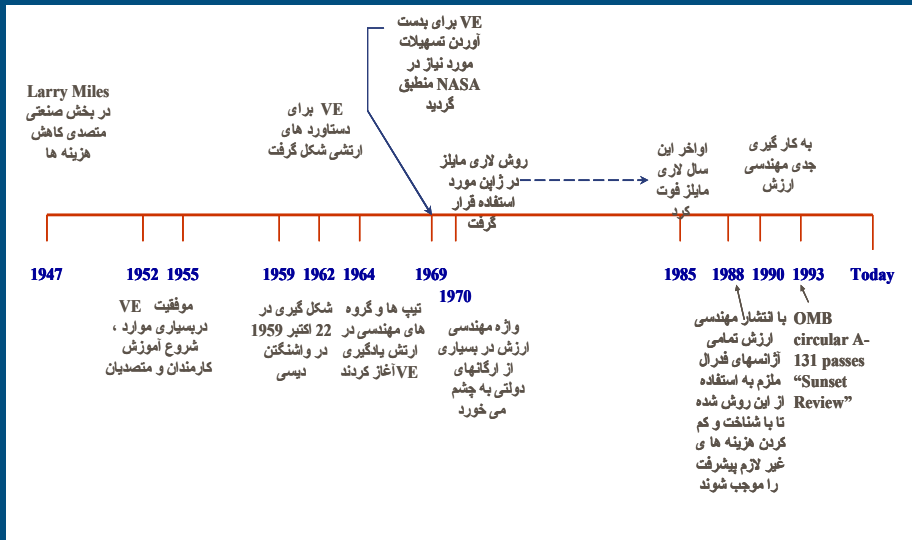 VE برای بدست
آوردن تسهیلات
مورد نیاز در
NASA منطبق
گردید
Larry Miles
در بخش صنعتی
متصدی کاهش
هزینه ها
VE برای
دستاورد های
ارتشی شکل گرفت
روش لاری مایلز
در ژاپن مورد
استفاده قرار
گرفت
اواخر این
سال لاری
مایلز فوت
کرد
به کار گیری
جدی مهندسی
ارزش
1947
1952
1955
1959
1962
1964
1969
1970
1985
1988
1990
1993
Today
موفقیت VE
دربسیاری موارد ،
شروع آموزش
کارمندان و متصدیان
شکل گیری در
22 اکتبر 1959
در واشنگتن
دیسی
تیپ ها و گروه
های مهندسی در
ارتش یادگیری
VEآغاز کردند
واژه مهندسی
ارزش در بسیاری
از ارگانهای
دولتی به چشم
می خورد
با انتشار مهندسی
ارزش تمامی
آژانسهای فدرال
ملزم به استفاده
از این روش شده
تا با شناخت و کم
کردن هزینه ها ی
غیر لازم پیشرفت
را موجب شوند
OMB
circular A-
131 passes
“Sunset
Review”